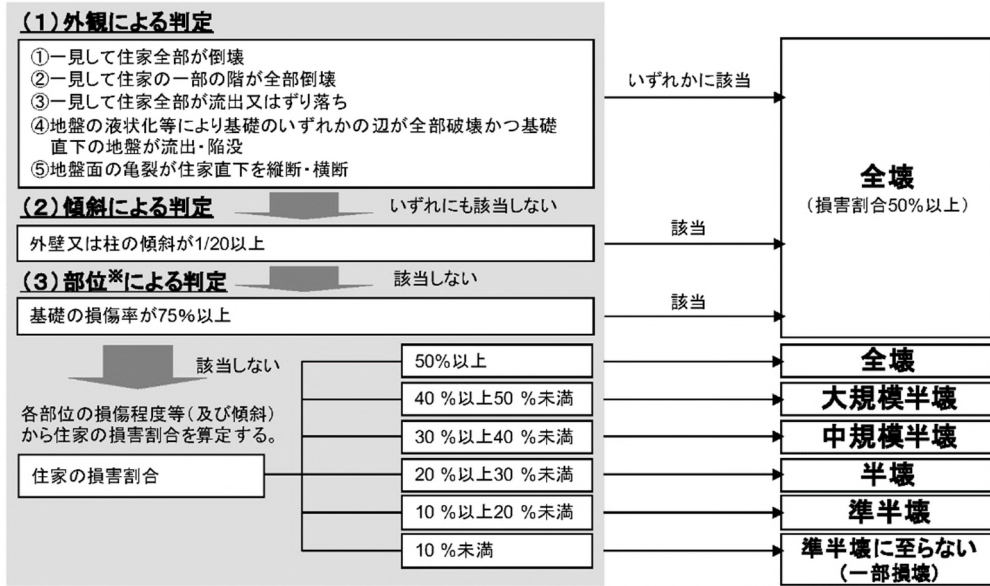 (1)外観による判定
①一見して住家全部が倒壊
②一見して住家の一部の階が全部倒壊
③一見して住家全部が流出又はずり落ち
④地盤の液状化等により基礎のいずれかの辺が全部破壊かつ基礎
直下の地盤が流出・陥没
⑤地盤面の亀裂が住家直下を縦断・横断
いずれかに該当
全壊
(損害割合50%以上)
いずれにも該当しない
(2)傾斜による判定
外壁又は柱の傾斜が1/20以上
該当
該当しない
(3)部位※による判定
基礎の損傷率が75%以上
該当
該当しない
各部位の損傷程度等(及び傾斜)
から住家の損害割合を算定する。
住家の損害割合
50%以上
全壊
40 %以上50 %未満
大規模半壊
30 %以上40 %未満
中規模半壊
20 %以上30 %未満
半壊
10 %以上20 %未満
準半壊
10 %未満
準半壊に至らない
(一部損壊)